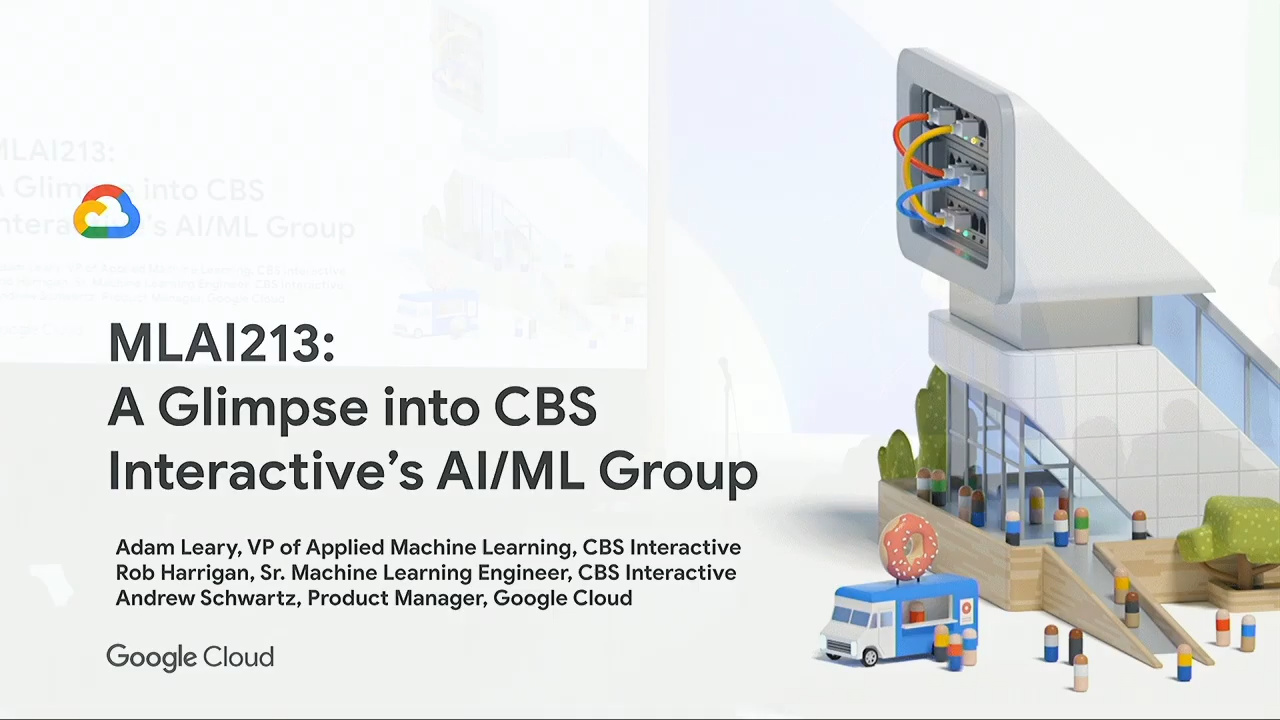 MLAI213:
A Glimpse into CBS
Interactive's AI/ML Group
Adam Leary, VP of Applied Machine Learning, CBS Interactive
Rob Harrigan, Sr. Machine Learning Engineer, CBS Interactive
Andrew Schwartz, Product Manager, Google Cloud
Google Cloud